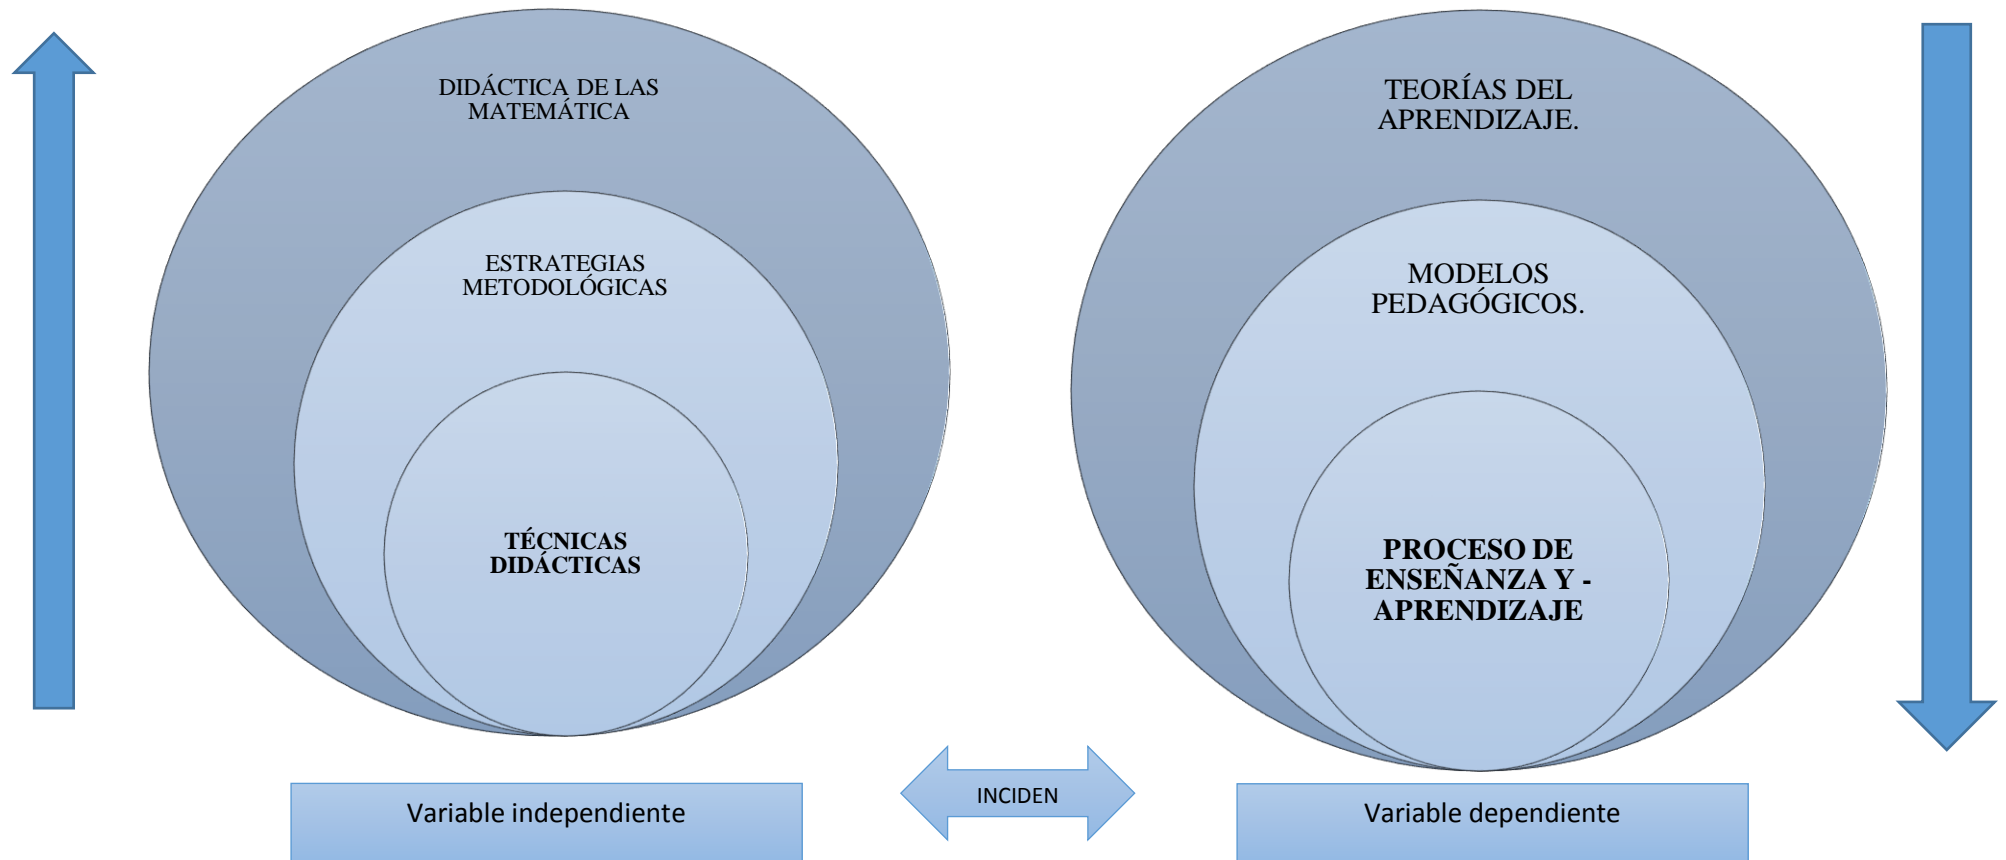 DIDÁCTICA DE LAS
MATEMÁTICA
ESTRATEGIAS
METODOLÓGICAS
TÉCNICAS
DIDÁCTICAS
Variable independiente
INCIDEN
TEORÍAS DEL
APRENDIZAJE.
MODELOS
PEDAGÓGICOS.
PROCESO DE
ENSEÑANZA Y -
APRENDIZAJE
Variable dependiente